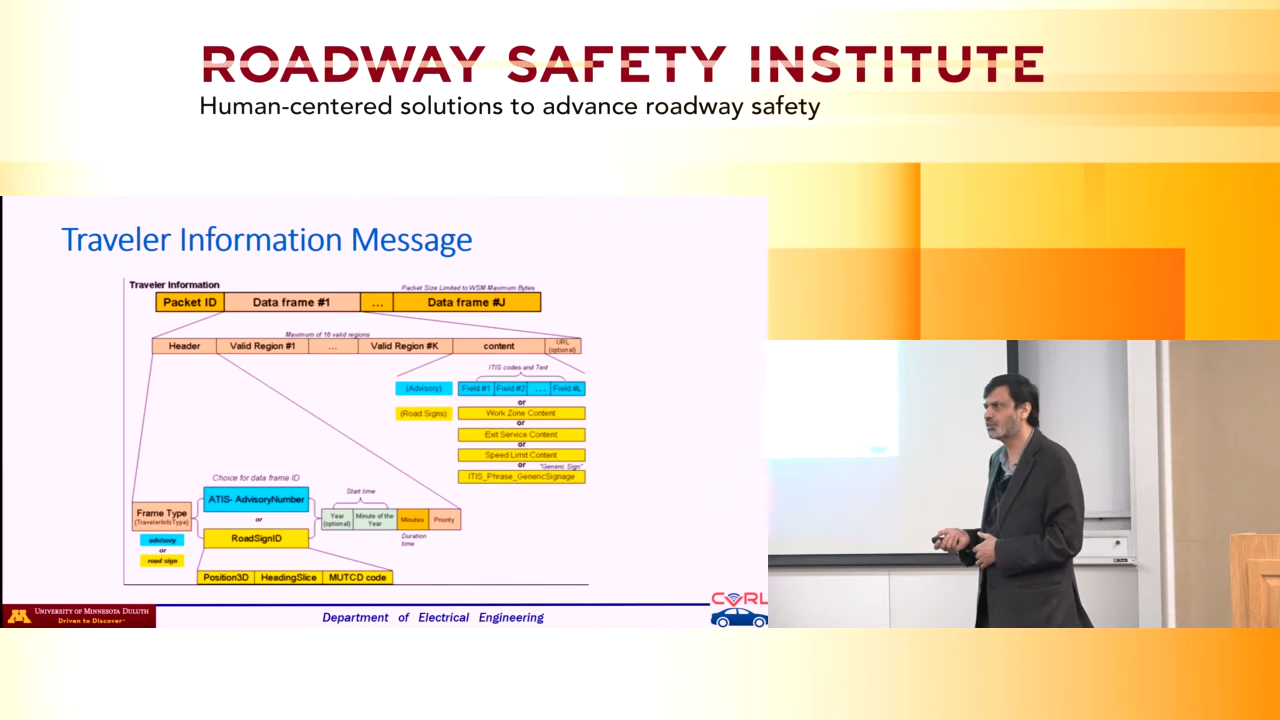 ROADWAY SAFETY INSTITUTE
Human-centered solutions to advance roadway safety
Traveler Information Message
Traveler Information
Packet Size Limited to WSM Maximum Bytes
Packet ID Data frame #1 ... Data frame #J
Maximum of 16 valid regions
Header Valid Region #1 ... Valid Region #K content URL (optional)
ITIS codes and Text
(Advisory) Field #1 Field #2 ... Field #L
or
(Road Signs) Work Zone Content
or
Exit Service Content
or
Speed Limit Content
or "Generic Sign"
ITIS_Phrase_GenericSignage
Choice for data frame ID
ATIS- AdvisoryNumber
or
RoadSignID
Start time
Frame Type
(TravelerInfoType)
Year (optional) Minute of the Year Minutes Priority
Duration time
advisory
or
road sign
Position3D HeadingSlice MUTCD code
UNIVERSITY OF MINNESOTA DULUTH
Driven to Discover
Department of Electrical Engineering
CVRL